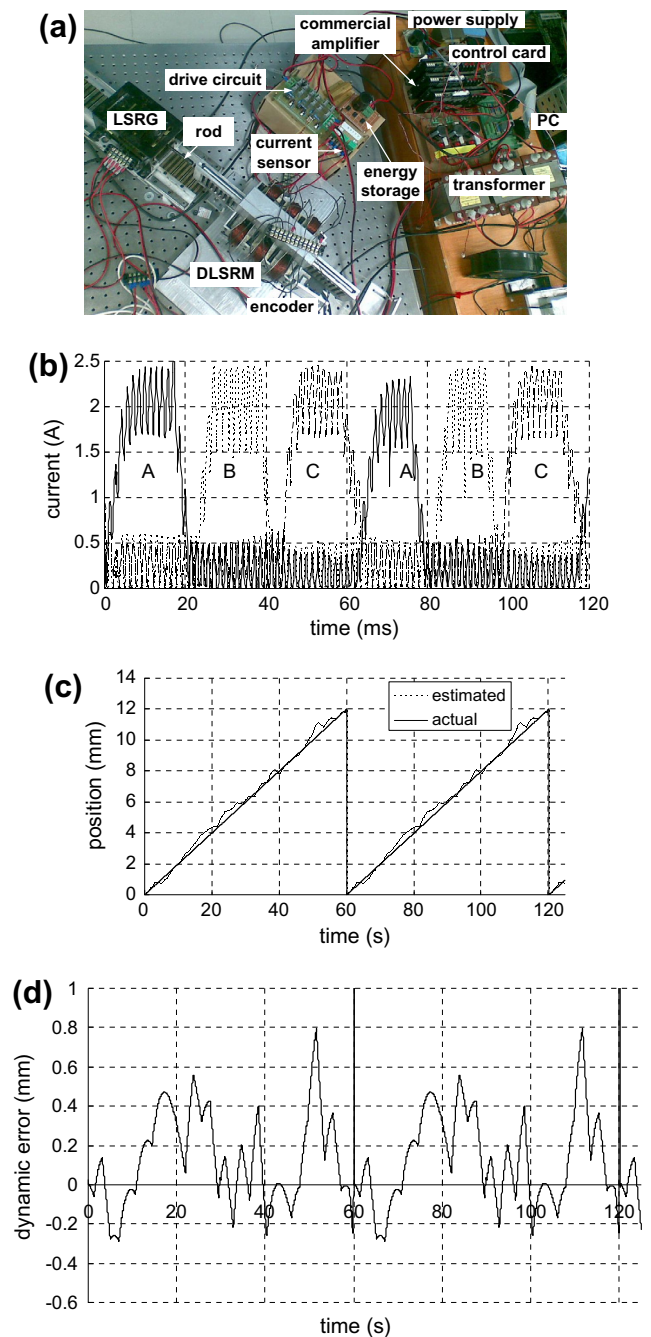 (a)
commercial amplifier
power supply
control card
drive circuit
LSRG
rod
current sensor
energy storage
PC
transformer
DLSRM
encoder
(b)
current (A)
2.5
2
1.5
1
0.5
0
A B C A B C
0 20 40 60 80 100 120
time (ms)
(c)
position (mm)
14
12
10
8
6
4
2
0
estimated
actual
0 20 40 60 80 100 120
time (s)
(d)
dynamic error (mm)
1
0.8
0.6
0.4
0.2
0
-0.2
-0.4
-0.6
0 20 40 60 80 100 120
time (s)